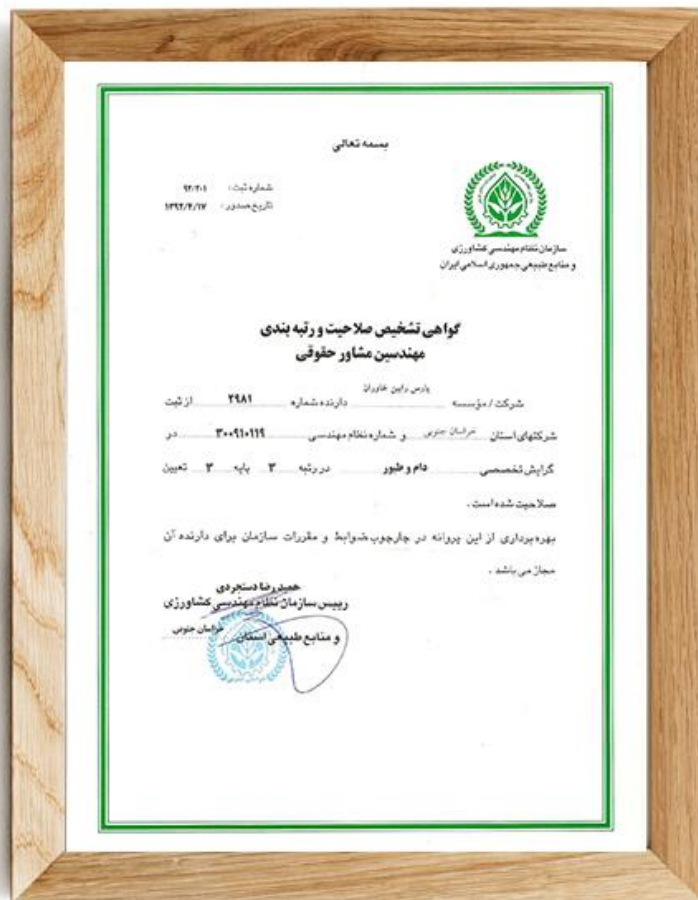 بسمه تعالی
شماره ثبت: ۹۲/۲۰۱
تاریخ صدور: ۱۳۹۲/۴/۱۷
سازمان نظام مهندسی کشاورزی
و منابع طبیعی جمهوری اسلامی ایران
گواهی تشخیص صلاحیت و رتبه بندی
مهندسین مشاور حقوقی
شرکت / مؤسسه پارس رایین خاوران دارنده شماره ۲۹۸۱ از ثبت
شرکتهای استان خراسان جنوبی و شماره نظام مهندسی ۳۰۰۹۱۰۱۱۹ در
گرایش تخصصی دام و طیور در رتبه ۳ پایه ۳ تعیین
صلاحیت شده است .
بهره برداری از این پروانه در چارچوب ضوابط و مقررات سازمان برای دارنده آن
مجاز می باشد .
حمیدرضا دستجردی
رییس سازمان نظام مهندسی کشاورزی
و منابع طبیعی استان خراسان جنوبی